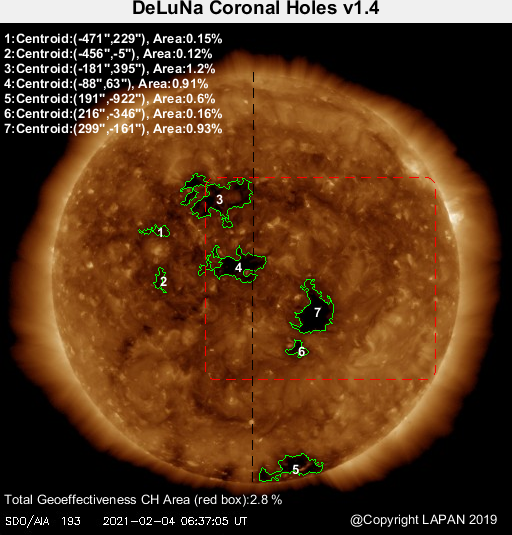 DeLuNa Coronal Holes v1.4
1:Centroid:(-471",229"), Area:0.15%
2:Centroid:(-456",-5"), Area:0.12%
3:Centroid:(-181",395"), Area:1.2%
4:Centroid:(-88",63"), Area:0.91%
5:Centroid:(191",-922"), Area:0.6%
6:Centroid:(216",-346"), Area:0.16%
7:Centroid:(299",-161"), Area:0.93%
3
1
4
2
7
6
5
Total Geoeffectiveness CH Area (red box):2.8 %
SDO/AIA 193 2021-02-04 06:37:05 UT
@Copyright LAPAN 2019